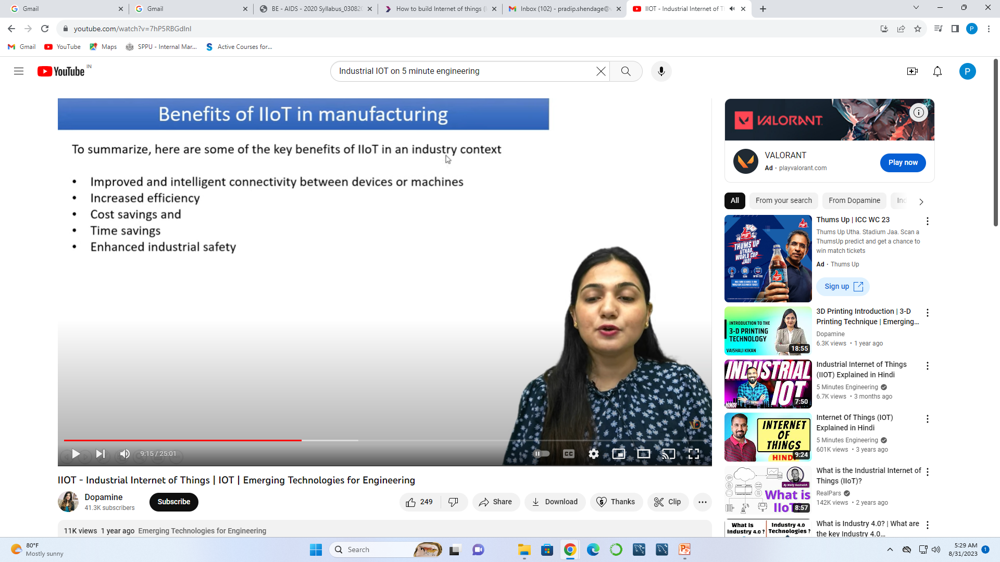 Gmail
Gmail
BE - AIDS - 2020 Syllabus_03082
How to build Internet of things (
Inbox (102) - pradip.shendage@
IIOT - Industrial Internet of T
youtube.com/watch?v=7hP5RBGdInI
Gmail
YouTube
Maps
SPPU - Internal Mar...
Active Courses for...
YouTube IN
Industrial IOT on 5 minute engineering
P
Benefits of IIoT in manufacturing
To summarize, here are some of the key benefits of IIoT in an industry context
• Improved and intelligent connectivity between devices or machines
• Increased efficiency
• Cost savings and
• Time savings
• Enhanced industrial safety
9:15 / 25:01
CC
IIOT - Industrial Internet of Things | IOT | Emerging Technologies for Engineering
Dopamine
41.3K subscribers
Subscribe
249
Share
Download
Thanks
Clip
11K views 1 year ago Emerging Technologies for Engineering
VALORANT
VALORANT
Ad · playvalorant.com
Play now
All
From your search
From Dopamine
THUMS UP
UTHAO,
WORLD CUP
JAO!
Thums Up | ICC WC 23
Thums Up Utha. Stadium Jaa. Scan a
ThumsUp predict and get a chance to
win match tickets
Ad · Thums Up
Sign up
INTRODUCTION TO THE
3-D PRINTING
TECHNOLOGY
VAISHALI KIKAN
18:55
3D Printing Introduction | 3-D
Printing Technique | Emerging...
Dopamine
6.3K views • 1 year ago
INDUSTRIAL
IOT
HINDI
7:50
Industrial Internet of Things
(IIOT) Explained in Hindi
5 Minutes Engineering
6.7K views • 3 months ago
INTERNET
OF
THINGS
HINDI
9:24
Internet Of Things (IOT)
Explained in Hindi
5 Minutes Engineering
601K views • 3 years ago
By Wally Gastreich
What is
IIoT
8:57
What is the Industrial Internet of
Things (IIoT)?
RealPars
142K views • 2 years ago
What Is
Industry 4.0 ?
Industry 4.0
Technologies ?
What is Industry 4.0? | What are
the key Industry 4.0...
80°F
Mostly sunny
Search
5:29 AM
8/31/2023
1